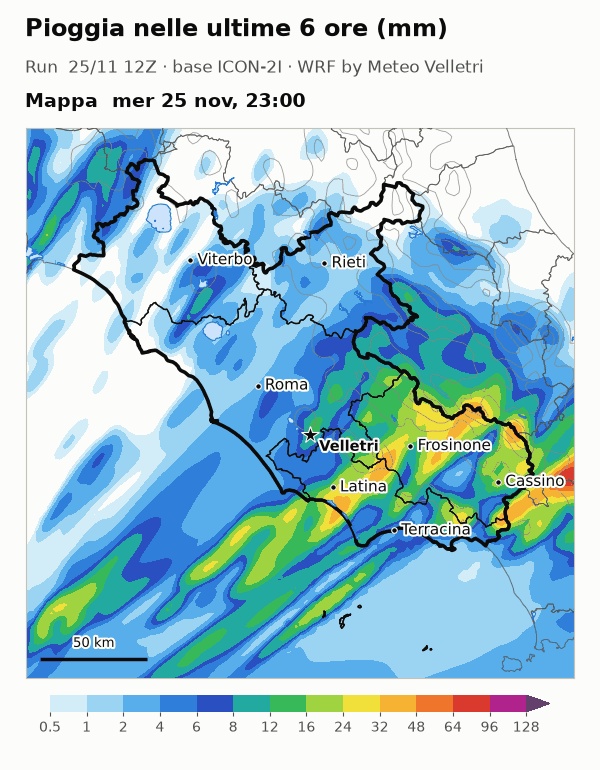 Pioggia nelle ultime 6 ore (mm)
Run 25/11 12Z · base ICON-2I · WRF by Meteo Velletri
Mappa mer 25 nov, 23:00
Viterbo
Rieti
Roma
Velletri
Frosinone
Cassino
Latina
Terracina
50 km
0.5 1 2 4 6 8 12 16 24 32 48 64 96 128